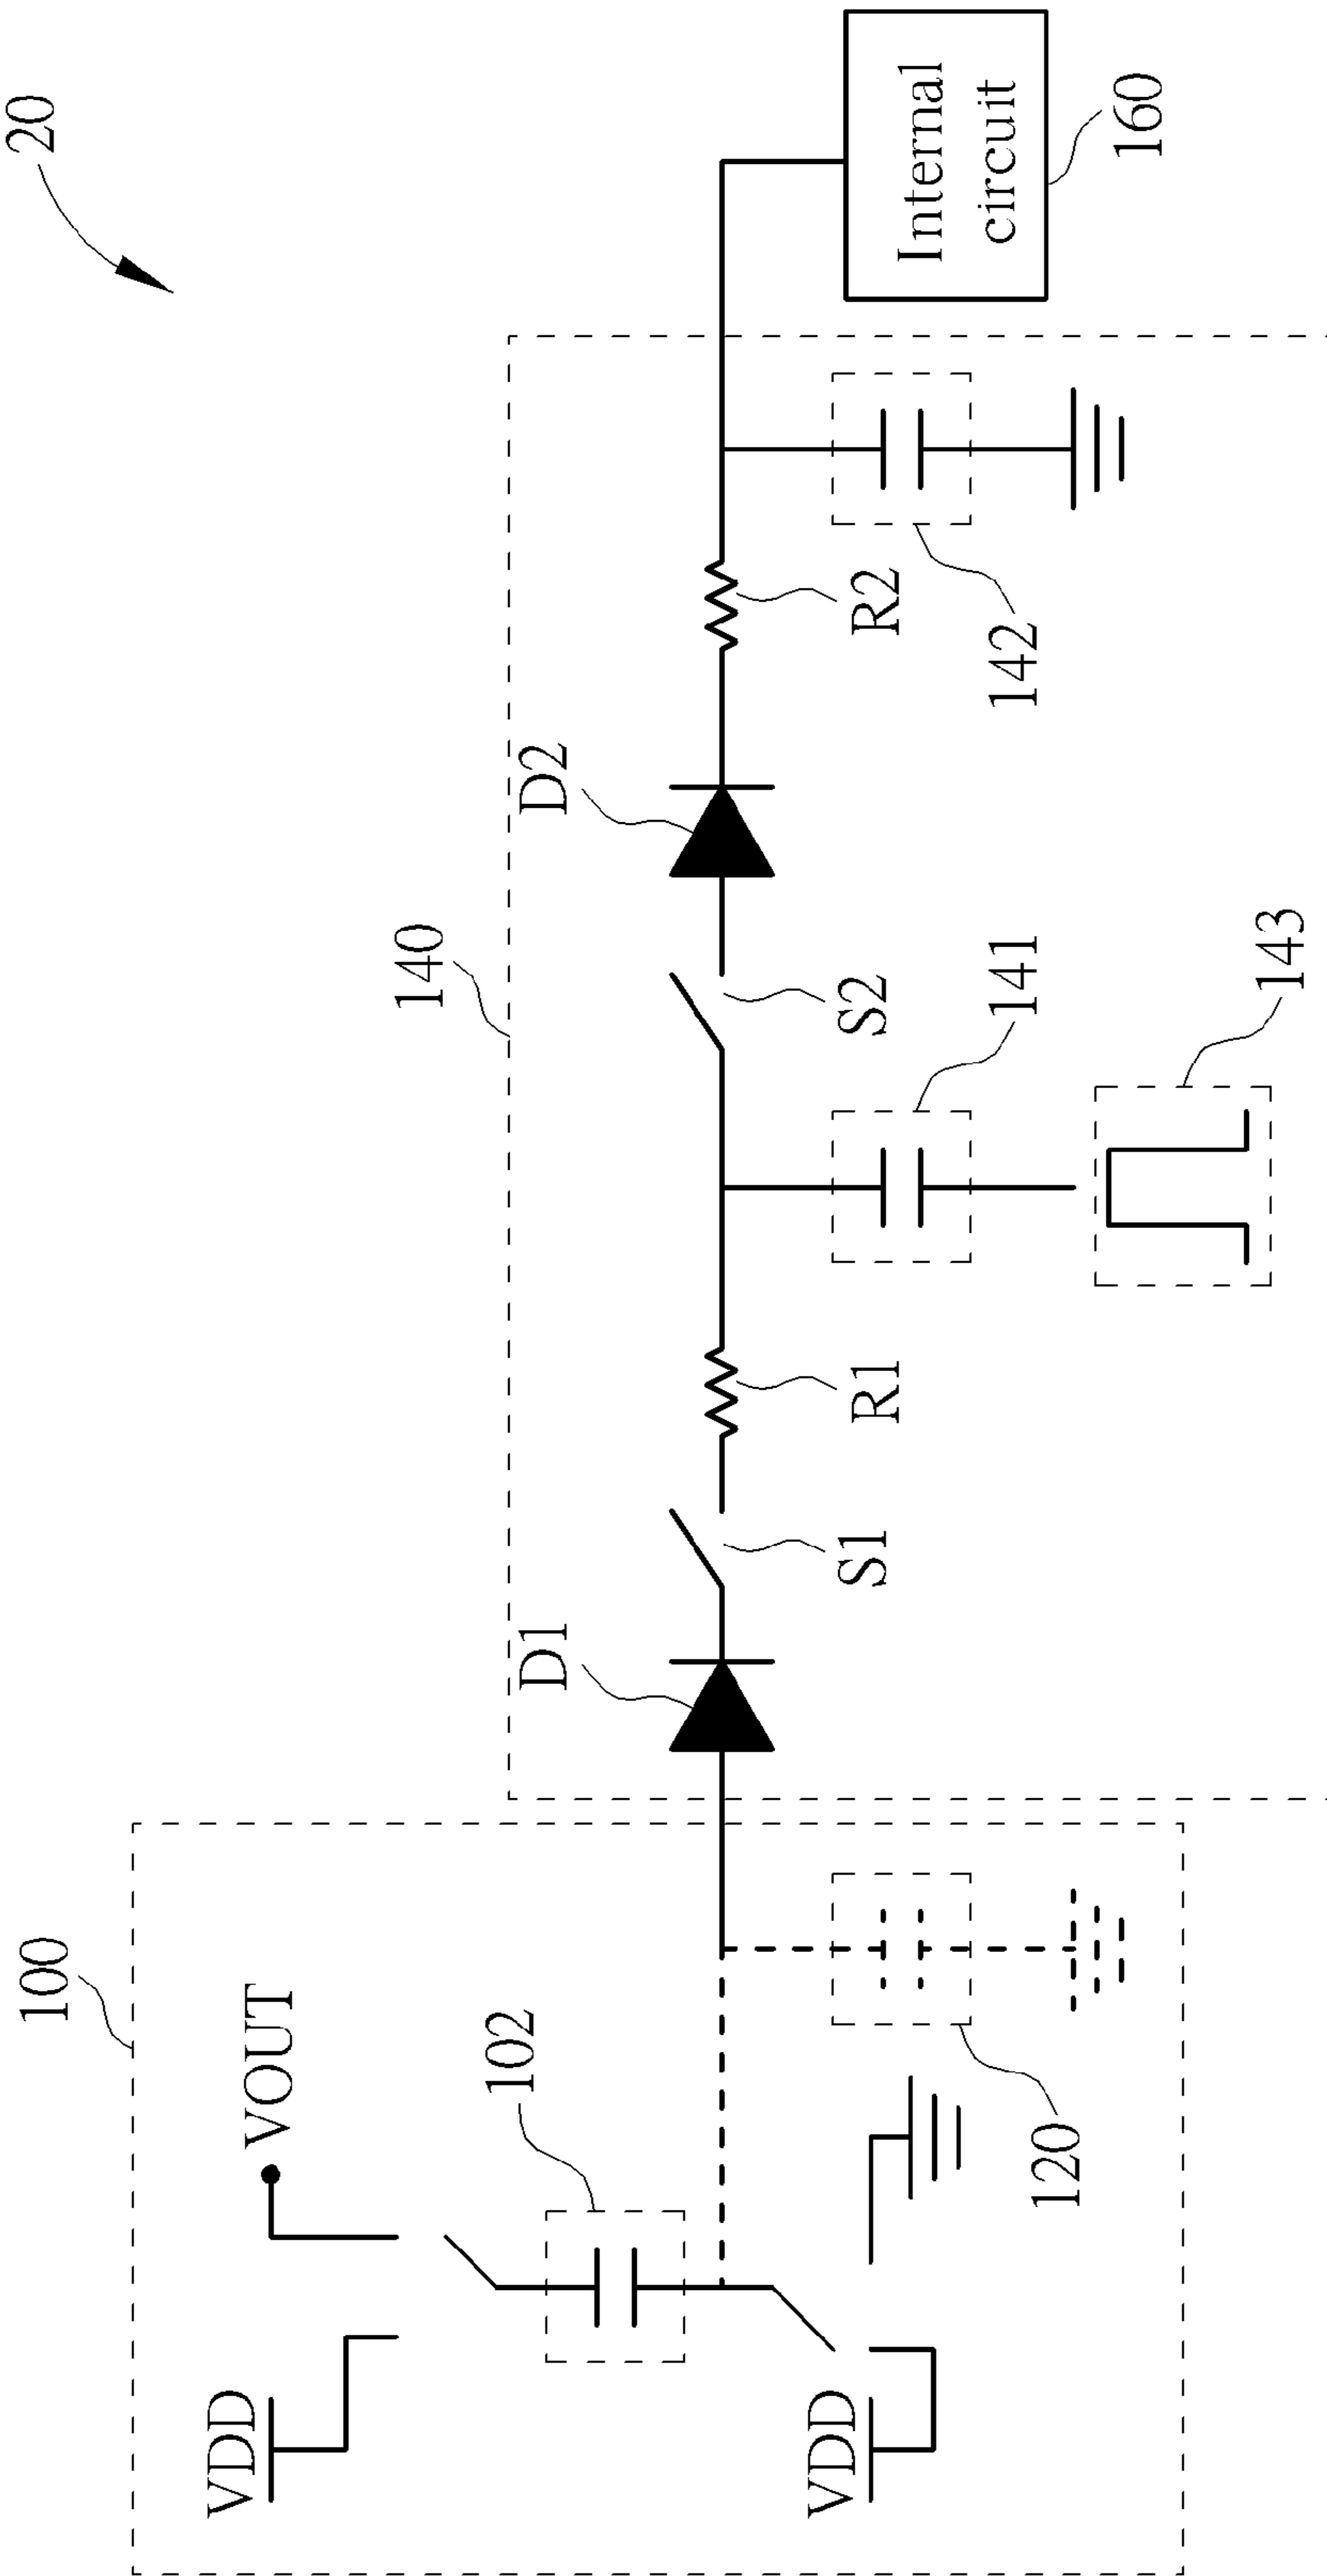 20
100
VDD
VOUT
102
VDD
120
140
D1
S1
R1
141
143
S2
D2
R2
142
Internal
circuit
160